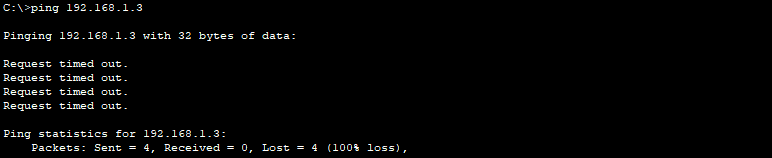 C:\>ping 192.168.1.3
Pinging 192.168.1.3 with 32 bytes of data:
Request timed out.
Request timed out.
Request timed out.
Request timed out.
Ping statistics for 192.168.1.3:
    Packets: Sent = 4, Received = 0, Lost = 4 (100% loss),